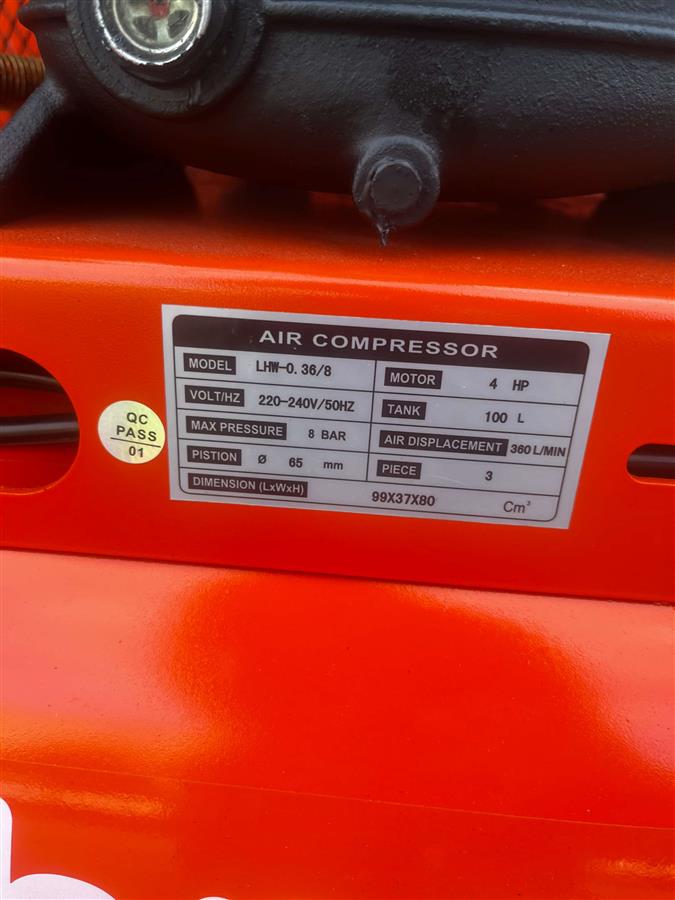 AIR COMPRESSOR
MODEL LHW-0.36/8 MOTOR 4 HP
VOLT/HZ 220-240V/50HZ TANK 100 L
MAX PRESSURE 8 BAR AIR DISPLACEMENT 360 L/MIN
PISTION Ø 65 mm PIECE 3
DIMENSION (LxWxH) 99X37X80 Cm³
QC
PASS
01